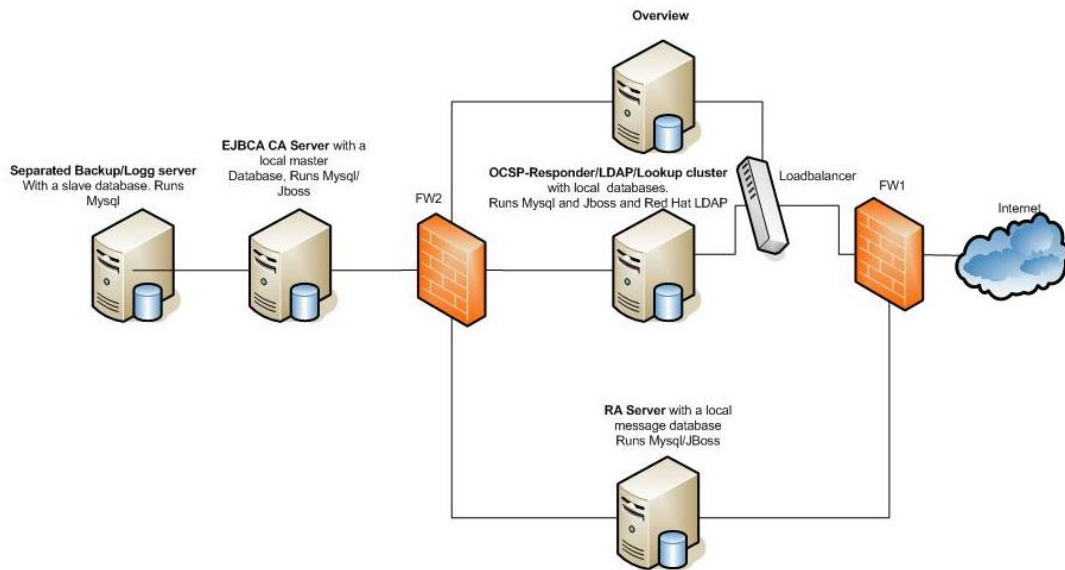 Overview
EJBCA CA Server with a
local master
Database, Runs Mysql/
Jboss
Separated Backup/Logg server
With a slave database. Runs
Mysql
FW2
OCSP-Responder/LDAP/Lookup cluster
with local databases.
Runs Mysql and Jboss and Red Hat LDAP
Loadbalancer
FW1
Internet
RA Server with a local
message database
Runs Mysql/JBoss